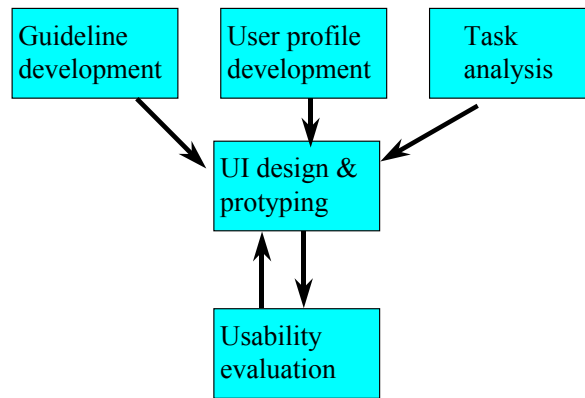 Guideline
development
User profile
development
Task
analysis
UI design &
protyping
Usability
evaluation